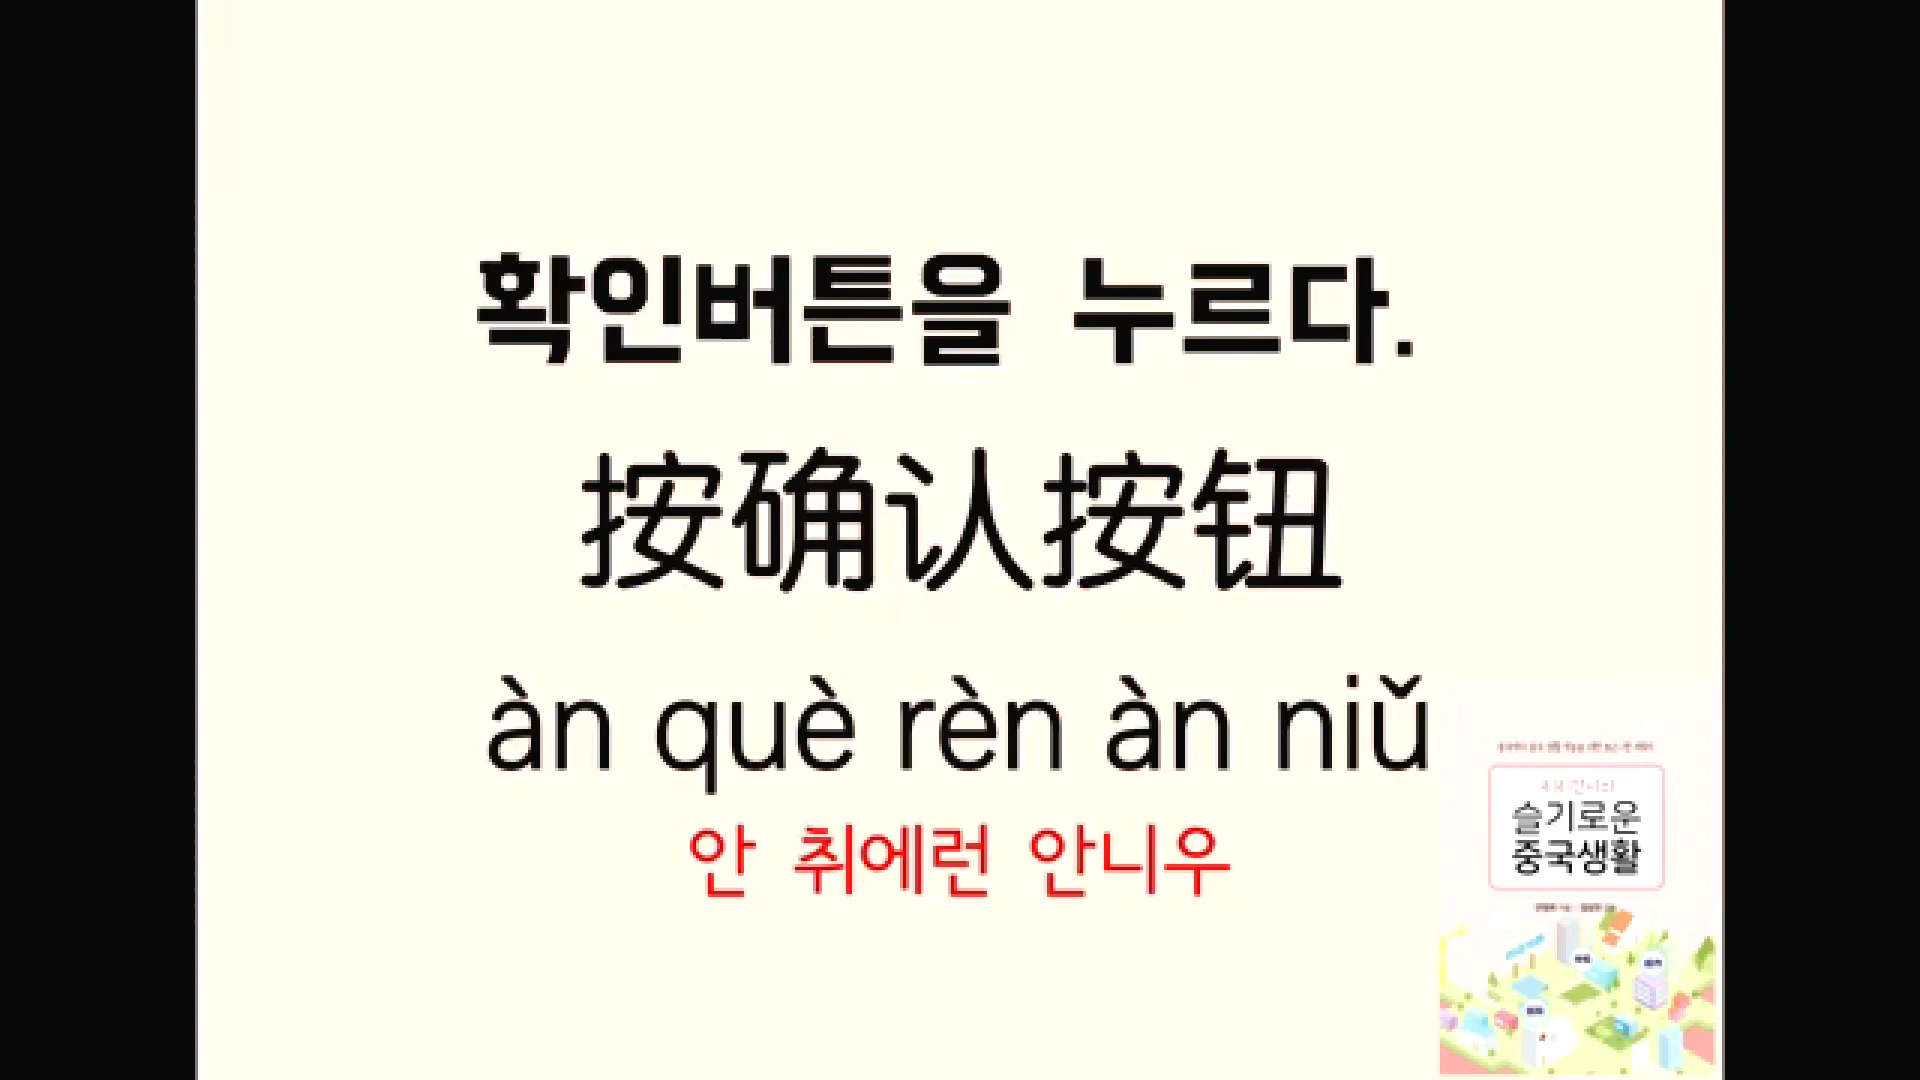 확인버튼을 누르다.
按确认按钮
àn què rèn àn niǔ
안 취에런 안니우
슬기로운
중국생활